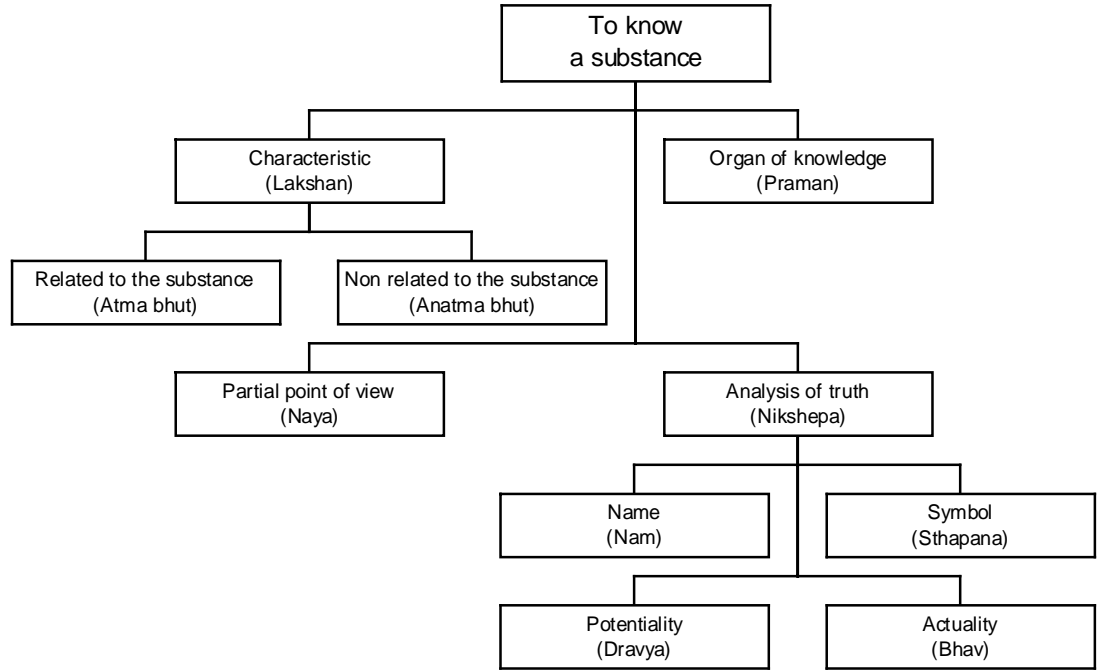 To know
a substance
Characteristic
(Lakshan)
Organ of knowledge
(Praman)
Related to the substance
(Atma bhut)
Non related to the substance
(Anatma bhut)
Partial point of view
(Naya)
Analysis of truth
(Nikshepa)
Name
(Nam)
Symbol
(Sthapana)
Potentiality
(Dravya)
Actuality
(Bhav)